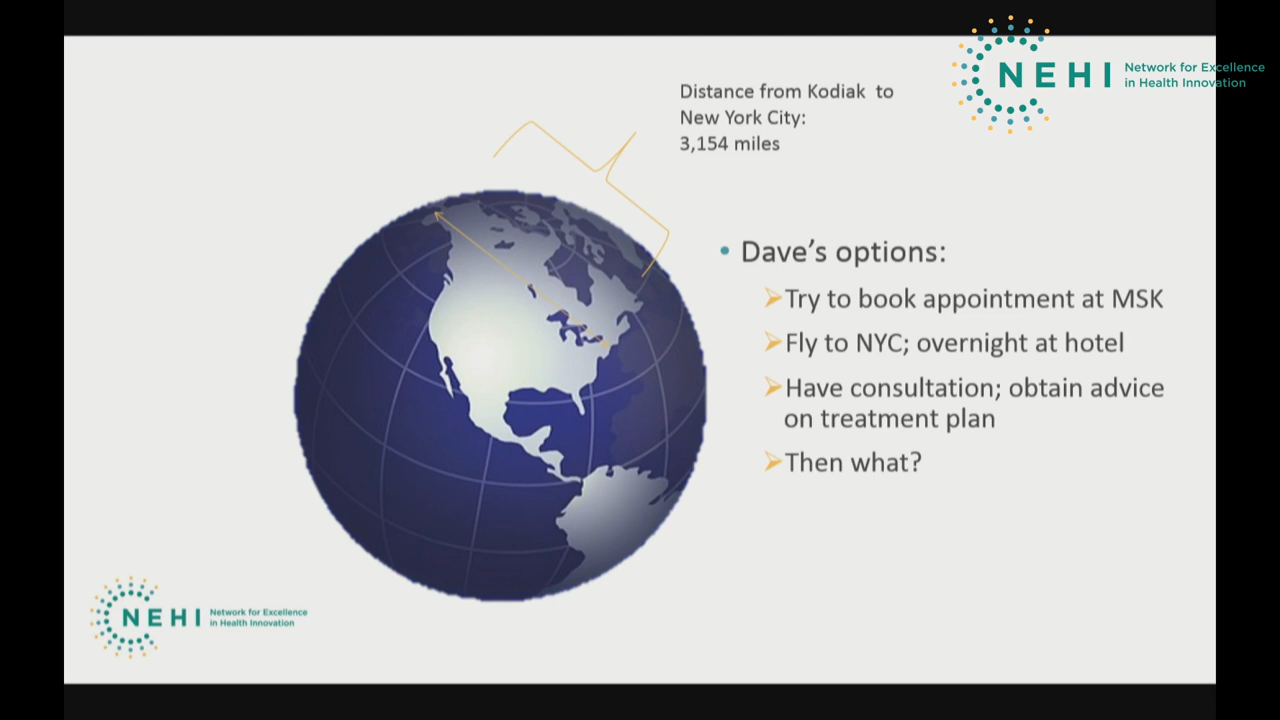 Distance from Kodiak to
New York City:
3,154 miles
NEHI
Network for Excellence
in Health Innovation
• Dave’s options:
➢Try to book appointment at MSK
➢Fly to NYC; overnight at hotel
➢Have consultation; obtain advice
on treatment plan
➢Then what?
NEHI
Network for Excellence
in Health Innovation